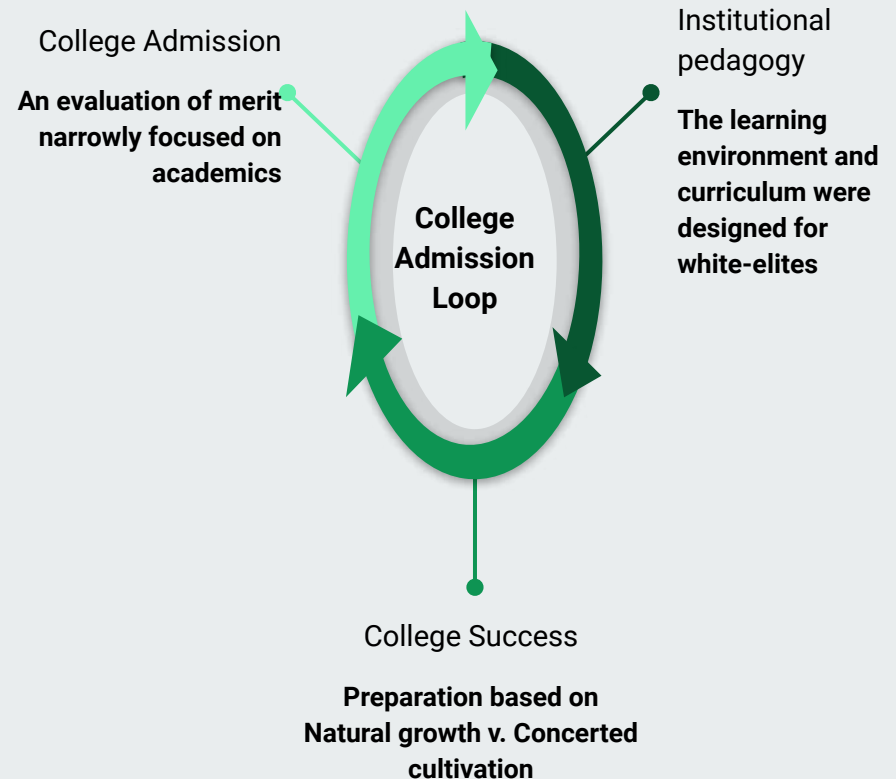 College Admission
An evaluation of merit
narrowly focused on
academics
Institutional
pedagogy
The learning
environment and
curriculum were
designed for
white-elites
College
Admission
Loop
College Success
Preparation based on
Natural growth v. Concerted
cultivation